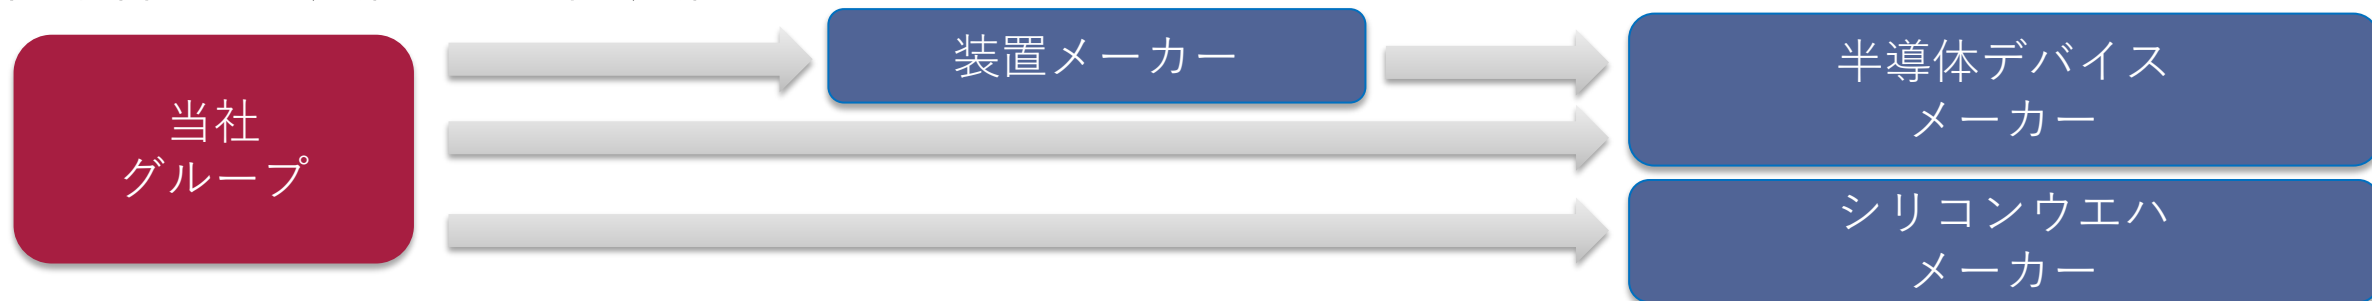 当社
グループ
装置メーカー
半導体デバイス
メーカー
シリコンウエハ
メーカー